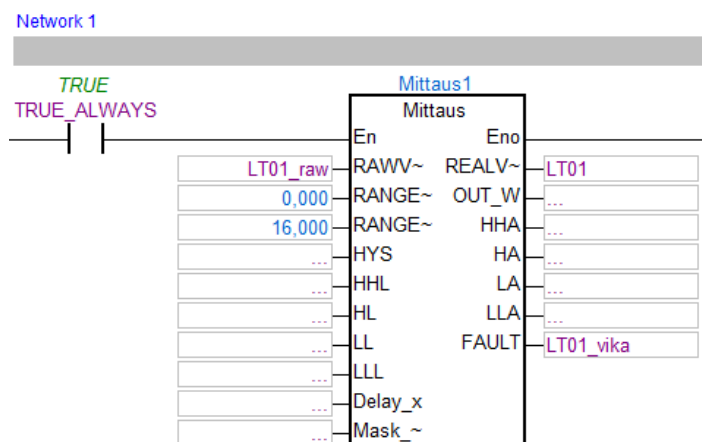 Network 1
TRUE
TRUE_ALWAYS
Mittaus1
Mittaus
En Eno
LT01_raw RAWV~ REALV~ LT01
0,000 RANGE~ OUT_W ...
16,000 RANGE~ HHA ...
... HYS HA ...
... HHL LA ...
... HL LLA ...
... LL FAULT LT01_vika
... LLL
... Delay_x
... Mask_~